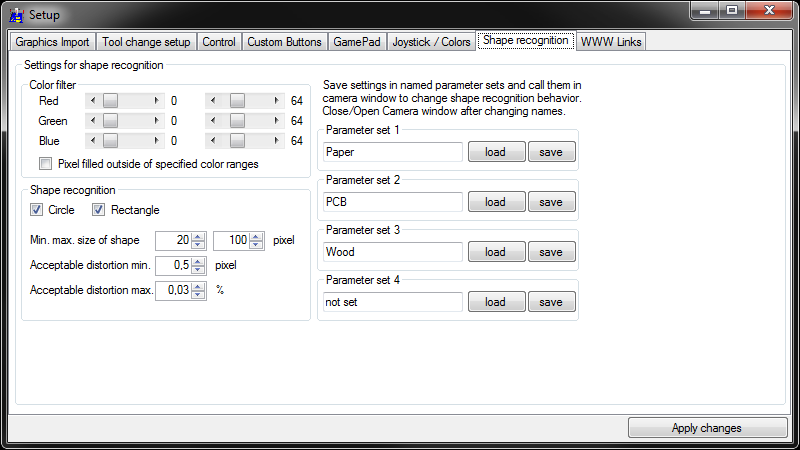 Setup
Graphics Import Tool change setup Control Custom Buttons GamePad Joystick / Colors Shape recognition WWW Links
Settings for shape recognition
Color filter
Red 0 64
Green 0 64
Blue 0 64
Pixel filled outside of specified color ranges
Shape recognition
Circle Rectangle
Min. max. size of shape 20 100 pixel
Acceptable distortion min. 0,5 pixel
Acceptable distortion max. 0,03 %
Save settings in named parameter sets and call them in
camera window to change shape recognition behavior.
Close/Open Camera window after changing names.
Parameter set 1
Paper load save
Parameter set 2
PCB load save
Parameter set 3
Wood load save
Parameter set 4
not set load save
Apply changes